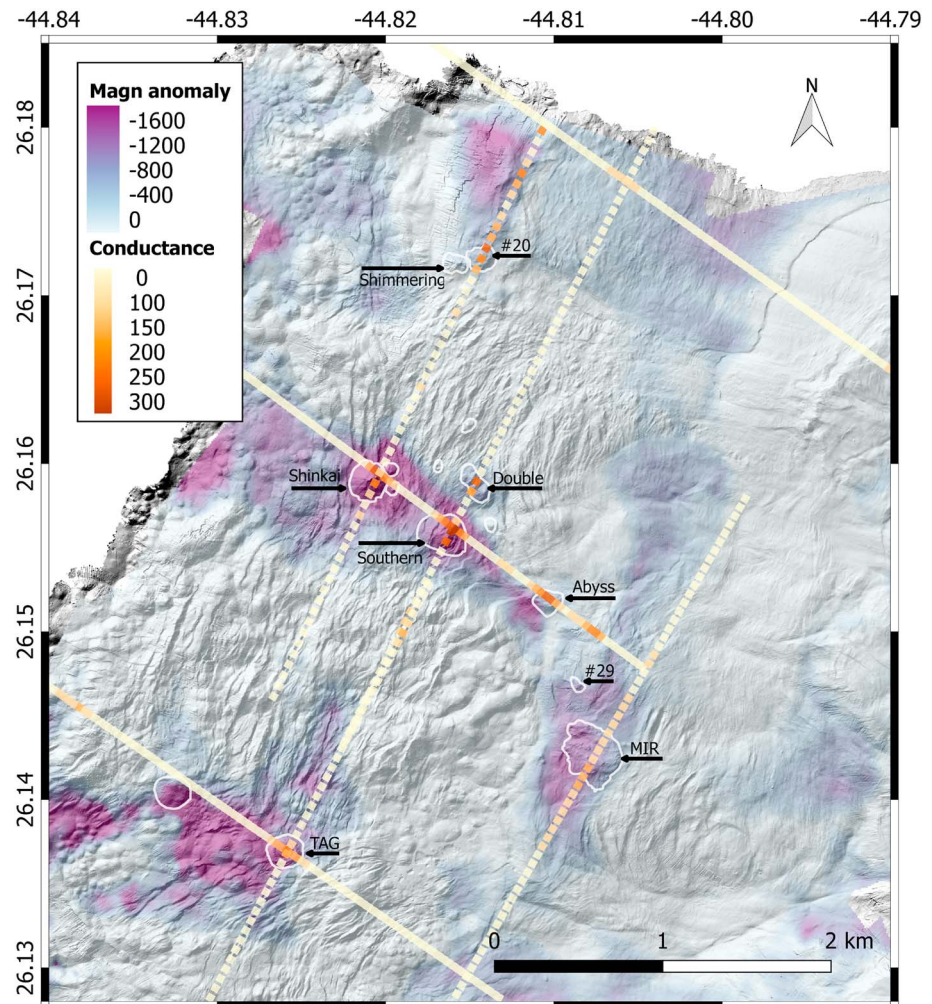 -44.84 -44.83 -44.82 -44.81 -44.80 -44.79
Magn anomaly
-1600
-1200
-800
-400
0
Conductance
0
100
150
200
250
300
N
26.18
26.17
26.16
26.15
26.14
26.13
#20
Shimmering
Shinkai
Double
Southern
Abyss
#29
MIR
TAG
0 1 2 km